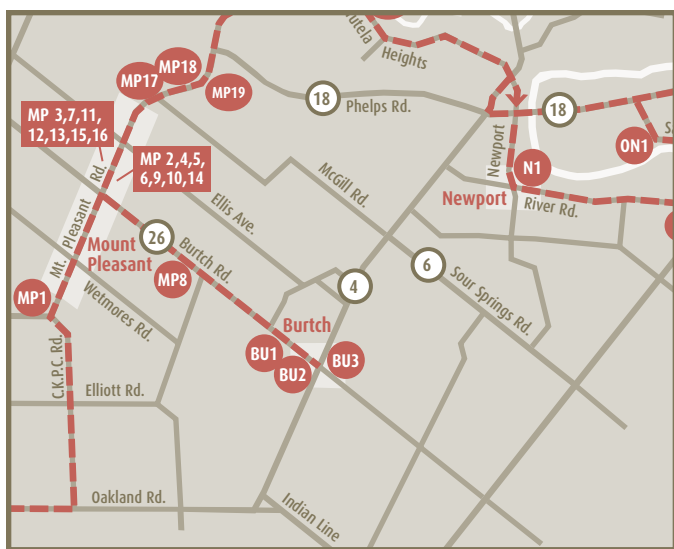 utela
Heights
MP17
MP18
MP19
18
Phelps Rd.
18
MP 3,7,11,
12,13,15,16
MP 2,4,5,
6,9,10,14
Newport
ON1
N1
McGill Rd.
Ellis Ave.
Newport
River Rd.
Mt. Pleasant Rd.
Mount
Pleasant
26
Burtch Rd.
6
Sour Springs Rd.
MP8
4
MP1
Wetmores Rd.
Burtch
BU1
BU2
BU3
C.K.P.C. Rd.
Elliott Rd.
Oakland Rd.
Indian Line